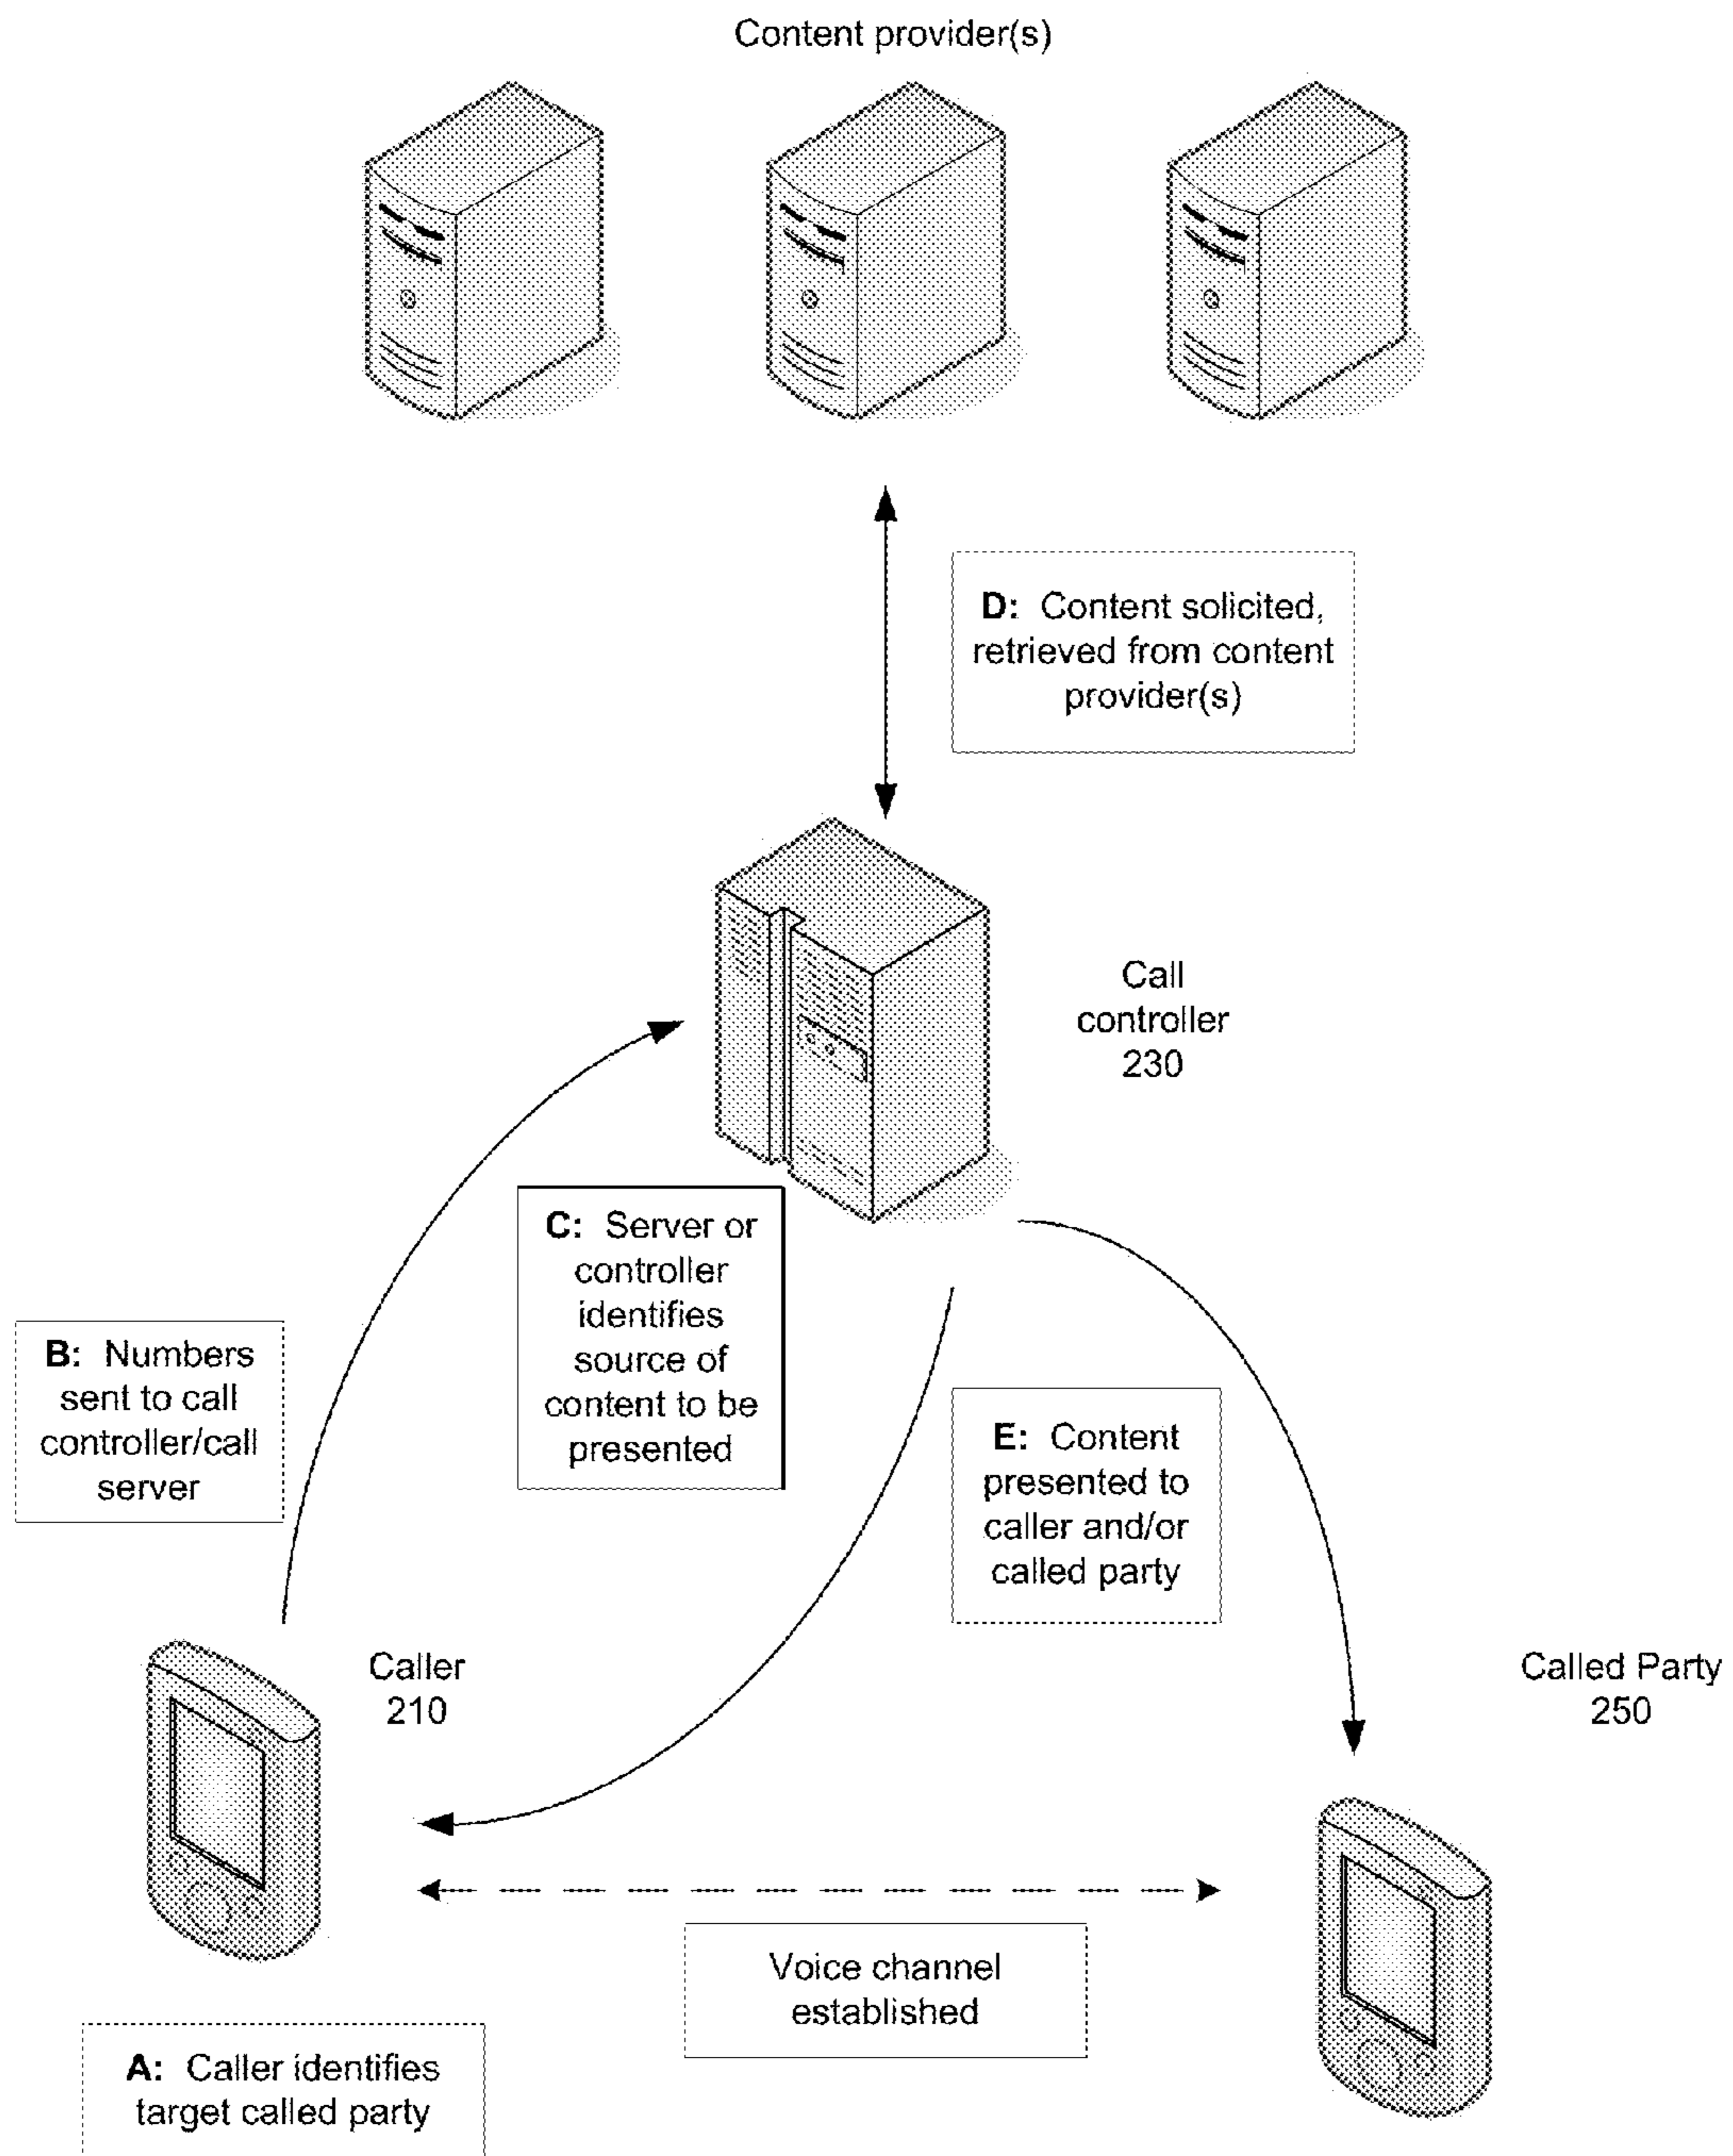 Content provider(s)
D: Content solicited,
retrieved from content
provider(s)
Call
controller
230
C: Server or
controller
identifies
source of
content to be
presented
B: Numbers
sent to call
controller/call
server
E: Content
presented to
caller and/or
called party
Caller
210
Called Party
250
Voice channel
established
A: Caller identifies
target called party